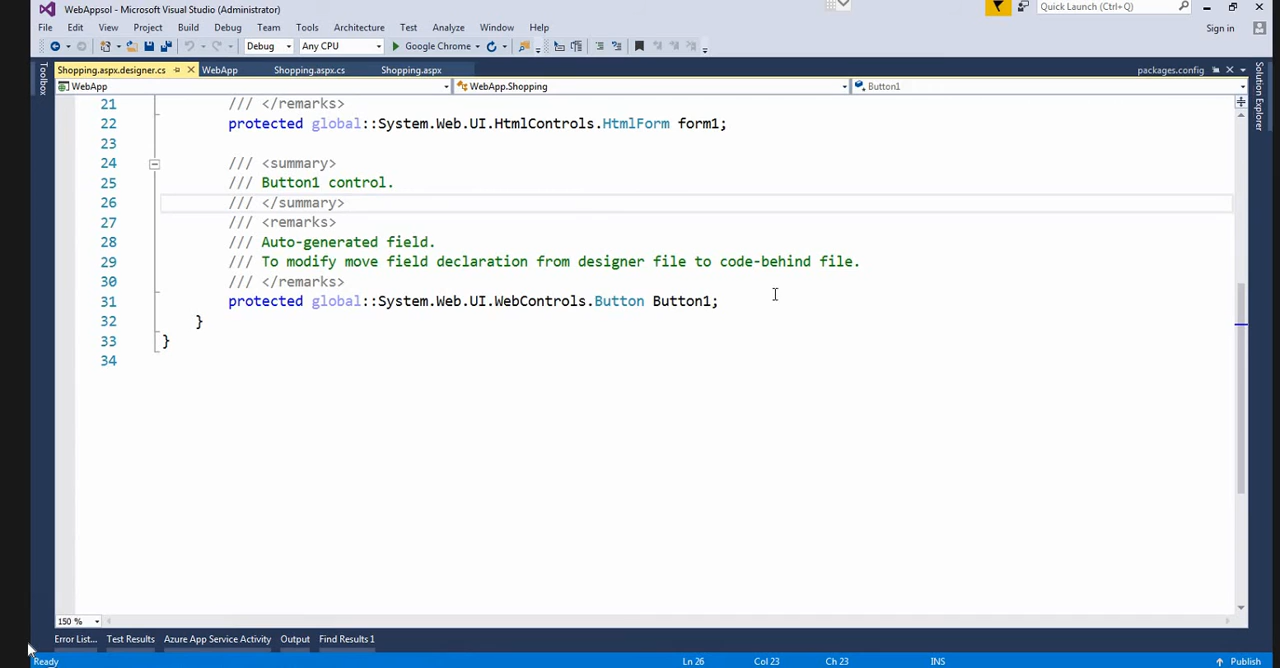 WebAppsol - Microsoft Visual Studio (Administrator)
Quick Launch (Ctrl+Q)
File Edit View Project Build Debug Team Tools Architecture Test Analyze Window Help
Sign in
Debug Any CPU Google Chrome
Shopping.aspx.designer.cs WebApp Shopping.aspx.cs Shopping.aspx packages.config
Toolbox
Solution Explorer
WebApp WebApp.Shopping Button1
21 /// </remarks>
22 protected global::System.Web.UI.HtmlControls.HtmlForm form1;
23
24 /// <summary>
25 /// Button1 control.
26 /// </summary>
27 /// <remarks>
28 /// Auto-generated field.
29 /// To modify move field declaration from designer file to code-behind file.
30 /// </remarks>
31 protected global::System.Web.UI.WebControls.Button Button1;
32 }
33 }
34
150 %
Error List... Test Results Azure App Service Activity Output Find Results 1
Ready Ln 26 Col 23 Ch 23 INS Publish